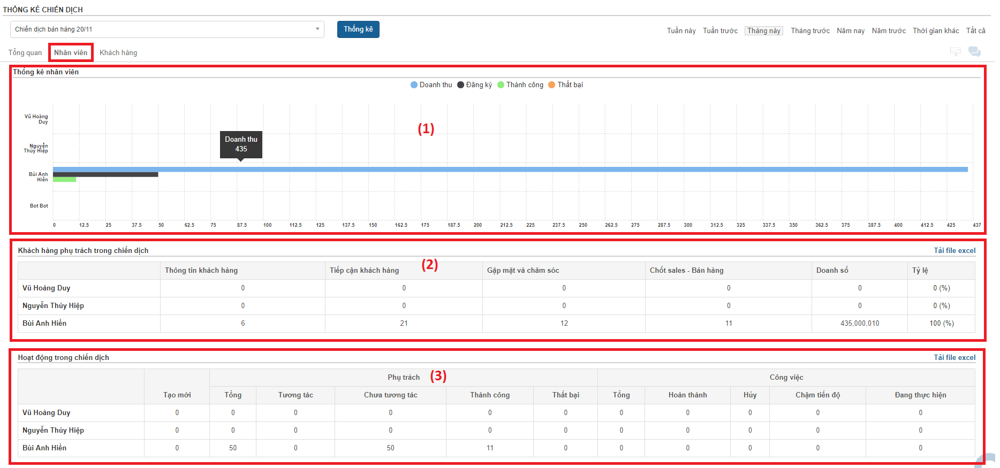 THỐNG KÊ CHIẾN DỊCH
Chiến dịch bán hàng 20/11
Thống kê
Tuần này Tuần trước Tháng này Tháng trước Năm nay Năm trước Thời gian khác Tất cả
Tổng quan Nhân viên Khách hàng
Thống kê nhân viên
Doanh thu Đăng ký Thành công Thất bại
Vũ Hoàng
Duy
(1)
Doanh thu
435
Nguyễn
Thúy Hiệp
Bùi Anh
Hiền
Bot Bot
0 12.5 25 37.5 50 62.5 75 87.5 100 112.5 125 137.5 150 162.5 175 187.5 200 212.5 225 237.5 250 262.5 275 287.5 300 312.5 325 337.5 350 362.5 375 387.5 400 412.5 425 437
Khách hàng phụ trách trong chiến dịch Tải file excel
(2)
Thông tin khách hàng Tiếp cận khách hàng Gặp mặt và chăm sóc Chốt sales - Bán hàng Doanh số Tỷ lệ
Vũ Hoàng Duy 0 0 0 0 0 0 (%)
Nguyễn Thúy Hiệp 0 0 0 0 0 0 (%)
Bùi Anh Hiền 6 21 12 11 435,000,010 100 (%)
Hoạt động trong chiến dịch Tải file excel
Phụ trách (3) Công việc
Tạo mới Tổng Tương tác Chưa tương tác Thành công Thất bại Tổng Hoàn thành Hủy Chậm tiến độ Đang thực hiện
Vũ Hoàng Duy 0 0 0 0 0 0 0 0 0 0 0
Nguyễn Thúy Hiệp 0 0 0 0 0 0 0 0 0 0 0
Bùi Anh Hiền 0 50 0 50 11 0 0 0 0 0 0